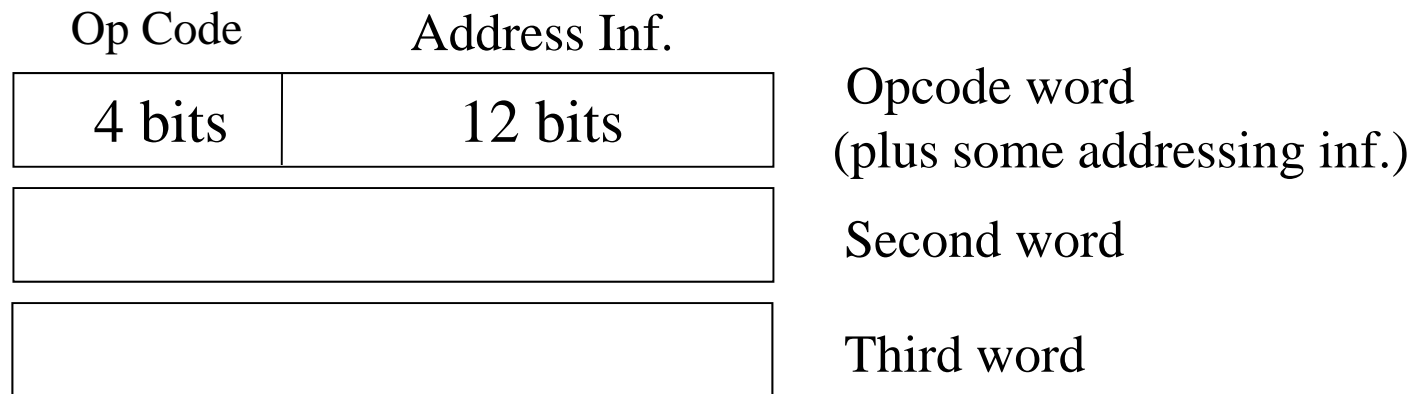 Op Code
Address Inf.
4 bits
12 bits
Opcode word
(plus some addressing inf.)
Second word
Third word